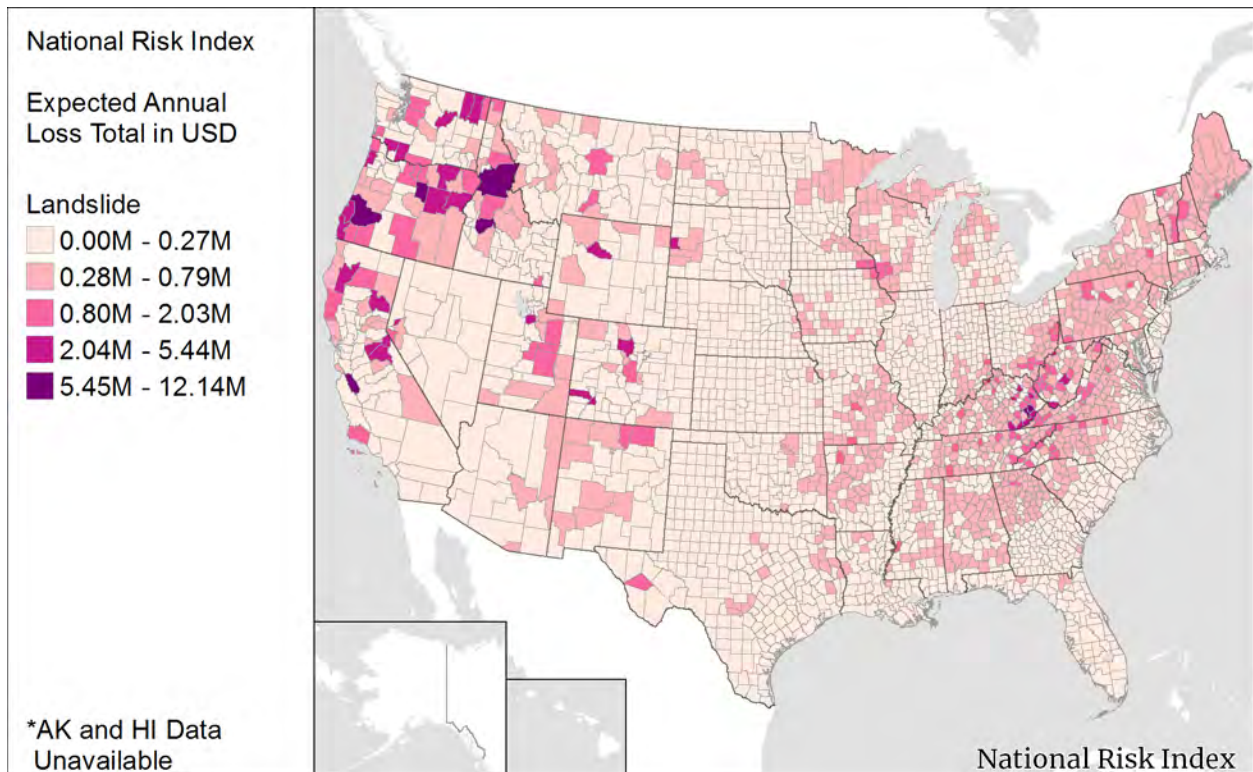 National Risk Index
Expected Annual
Loss Total in USD
Landslide
0.00M - 0.27M
0.28M - 0.79M
0.80M - 2.03M
2.04M - 5.44M
5.45M - 12.14M
*AK and HI Data
Unavailable
National Risk Index